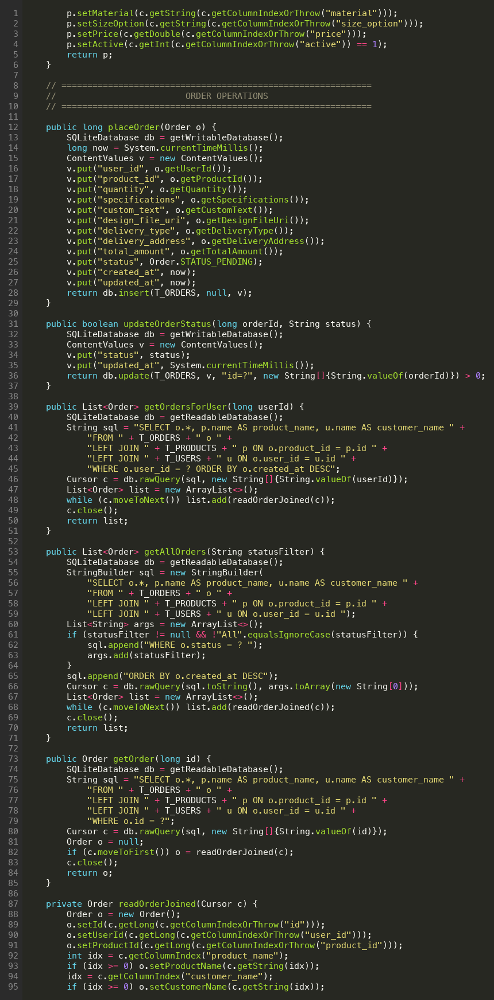 1         p.setMaterial(c.getString(c.getColumnIndexOrThrow("material")));
2         p.setSizeOption(c.getString(c.getColumnIndexOrThrow("size_option")));
3         p.setPrice(c.getDouble(c.getColumnIndexOrThrow("price")));
4         p.setActive(c.getInt(c.getColumnIndexOrThrow("active")) == 1);
5         return p;
6     }
7
8     // ============================================================
9     //                         ORDER OPERATIONS
10     // ============================================================
11
12     public long placeOrder(Order o) {
13         SQLiteDatabase db = getWritableDatabase();
14         long now = System.currentTimeMillis();
15         ContentValues v = new ContentValues();
16         v.put("user_id", o.getUserId());
17         v.put("product_id", o.getProductId());
18         v.put("quantity", o.getQuantity());
19         v.put("specifications", o.getSpecifications());
20         v.put("custom_text", o.getCustomText());
21         v.put("design_file_uri", o.getDesignFileUri());
22         v.put("delivery_type", o.getDeliveryType());
23         v.put("delivery_address", o.getDeliveryAddress());
24         v.put("total_amount", o.getTotalAmount());
25         v.put("status", Order.STATUS_PENDING);
26         v.put("created_at", now);
27         v.put("updated_at", now);
28         return db.insert(T_ORDERS, null, v);
29     }
30
31     public boolean updateOrderStatus(long orderId, String status) {
32         SQLiteDatabase db = getWritableDatabase();
33         ContentValues v = new ContentValues();
34         v.put("status", status);
35         v.put("updated_at", System.currentTimeMillis());
36         return db.update(T_ORDERS, v, "id=?", new String[]{String.valueOf(orderId)}) > 0;
37     }
38
39     public List<Order> getOrdersForUser(long userId) {
40         SQLiteDatabase db = getReadableDatabase();
41         String sql = "SELECT o.*, p.name AS product_name, u.name AS customer_name " +
42             "FROM " + T_ORDERS + " o " +
43             "LEFT JOIN " + T_PRODUCTS + " p ON o.product_id = p.id " +
44             "LEFT JOIN " + T_USERS + " u ON o.user_id = u.id " +
45             "WHERE o.user_id = ? ORDER BY o.created_at DESC";
46         Cursor c = db.rawQuery(sql, new String[]{String.valueOf(userId)});
47         List<Order> list = new ArrayList<>();
48         while (c.moveToNext()) list.add(readOrderJoined(c));
49         c.close();
50         return list;
51     }
52
53     public List<Order> getAllOrders(String statusFilter) {
54         SQLiteDatabase db = getReadableDatabase();
55         StringBuilder sql = new StringBuilder(
56             "SELECT o.*, p.name AS product_name, u.name AS customer_name " +
57             "FROM " + T_ORDERS + " o " +
58             "LEFT JOIN " + T_PRODUCTS + " p ON o.product_id = p.id " +
59             "LEFT JOIN " + T_USERS + " u ON o.user_id = u.id ");
60         List<String> args = new ArrayList<>();
61         if (statusFilter != null && !"All".equalsIgnoreCase(statusFilter)) {
62             sql.append("WHERE o.status = ? ");
63             args.add(statusFilter);
64         }
65         sql.append("ORDER BY o.created_at DESC");
66         Cursor c = db.rawQuery(sql.toString(), args.toArray(new String[0]));
67         List<Order> list = new ArrayList<>();
68         while (c.moveToNext()) list.add(readOrderJoined(c));
69         c.close();
70         return list;
71     }
72
73     public Order getOrder(long id) {
74         SQLiteDatabase db = getReadableDatabase();
75         String sql = "SELECT o.*, p.name AS product_name, u.name AS customer_name " +
76             "FROM " + T_ORDERS + " o " +
77             "LEFT JOIN " + T_PRODUCTS + " p ON o.product_id = p.id " +
78             "LEFT JOIN " + T_USERS + " u ON o.user_id = u.id " +
79             "WHERE o.id = ?";
80         Cursor c = db.rawQuery(sql, new String[]{String.valueOf(id)});
81         Order o = null;
82         if (c.moveToFirst()) o = readOrderJoined(c);
83         c.close();
84         return o;
85     }
86
87     private Order readOrderJoined(Cursor c) {
88         Order o = new Order();
89         o.setId(c.getLong(c.getColumnIndexOrThrow("id")));
90         o.setUserId(c.getLong(c.getColumnIndexOrThrow("user_id")));
91         o.setProductId(c.getLong(c.getColumnIndexOrThrow("product_id")));
92         int idx = c.getColumnIndex("product_name");
93         if (idx >= 0) o.setProductName(c.getString(idx));
94         idx = c.getColumnIndex("customer_name");
95         if (idx >= 0) o.setCustomerName(c.getString(idx));